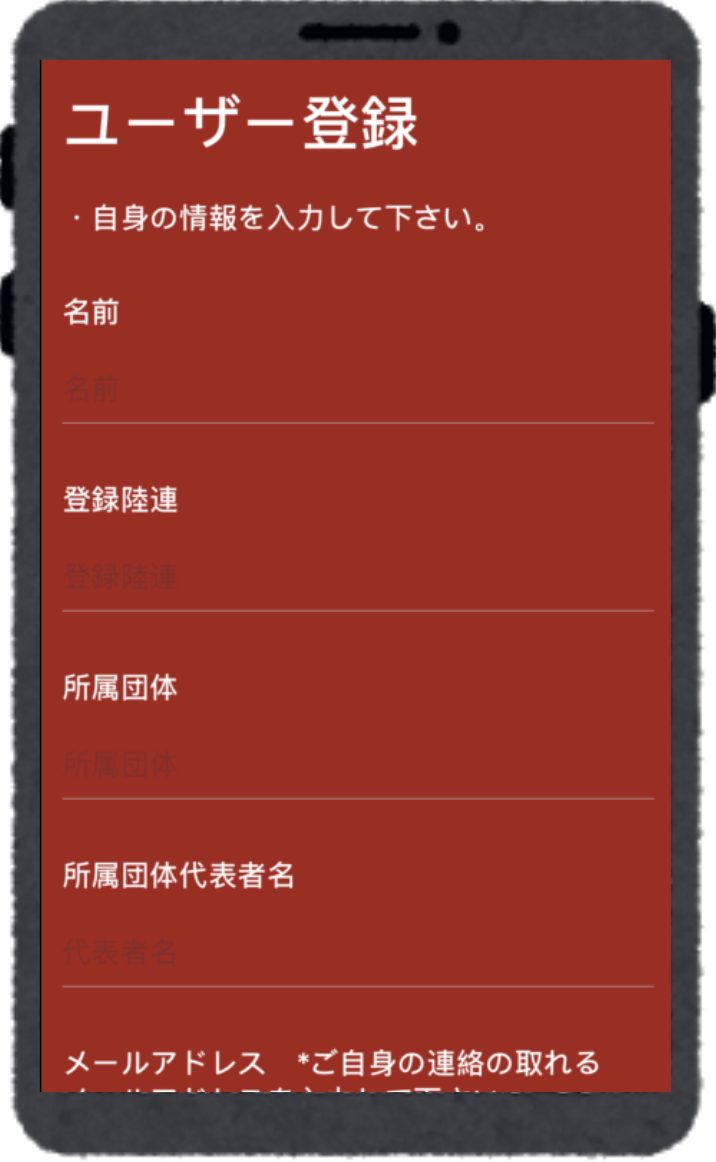 ユーザー登録
・自身の情報を入力して下さい。
名前
名前
登録陸連
登録陸連
所属団体
所属団体
所属団体代表者名
代表者名
メールアドレス　*ご自身の連絡の取れる